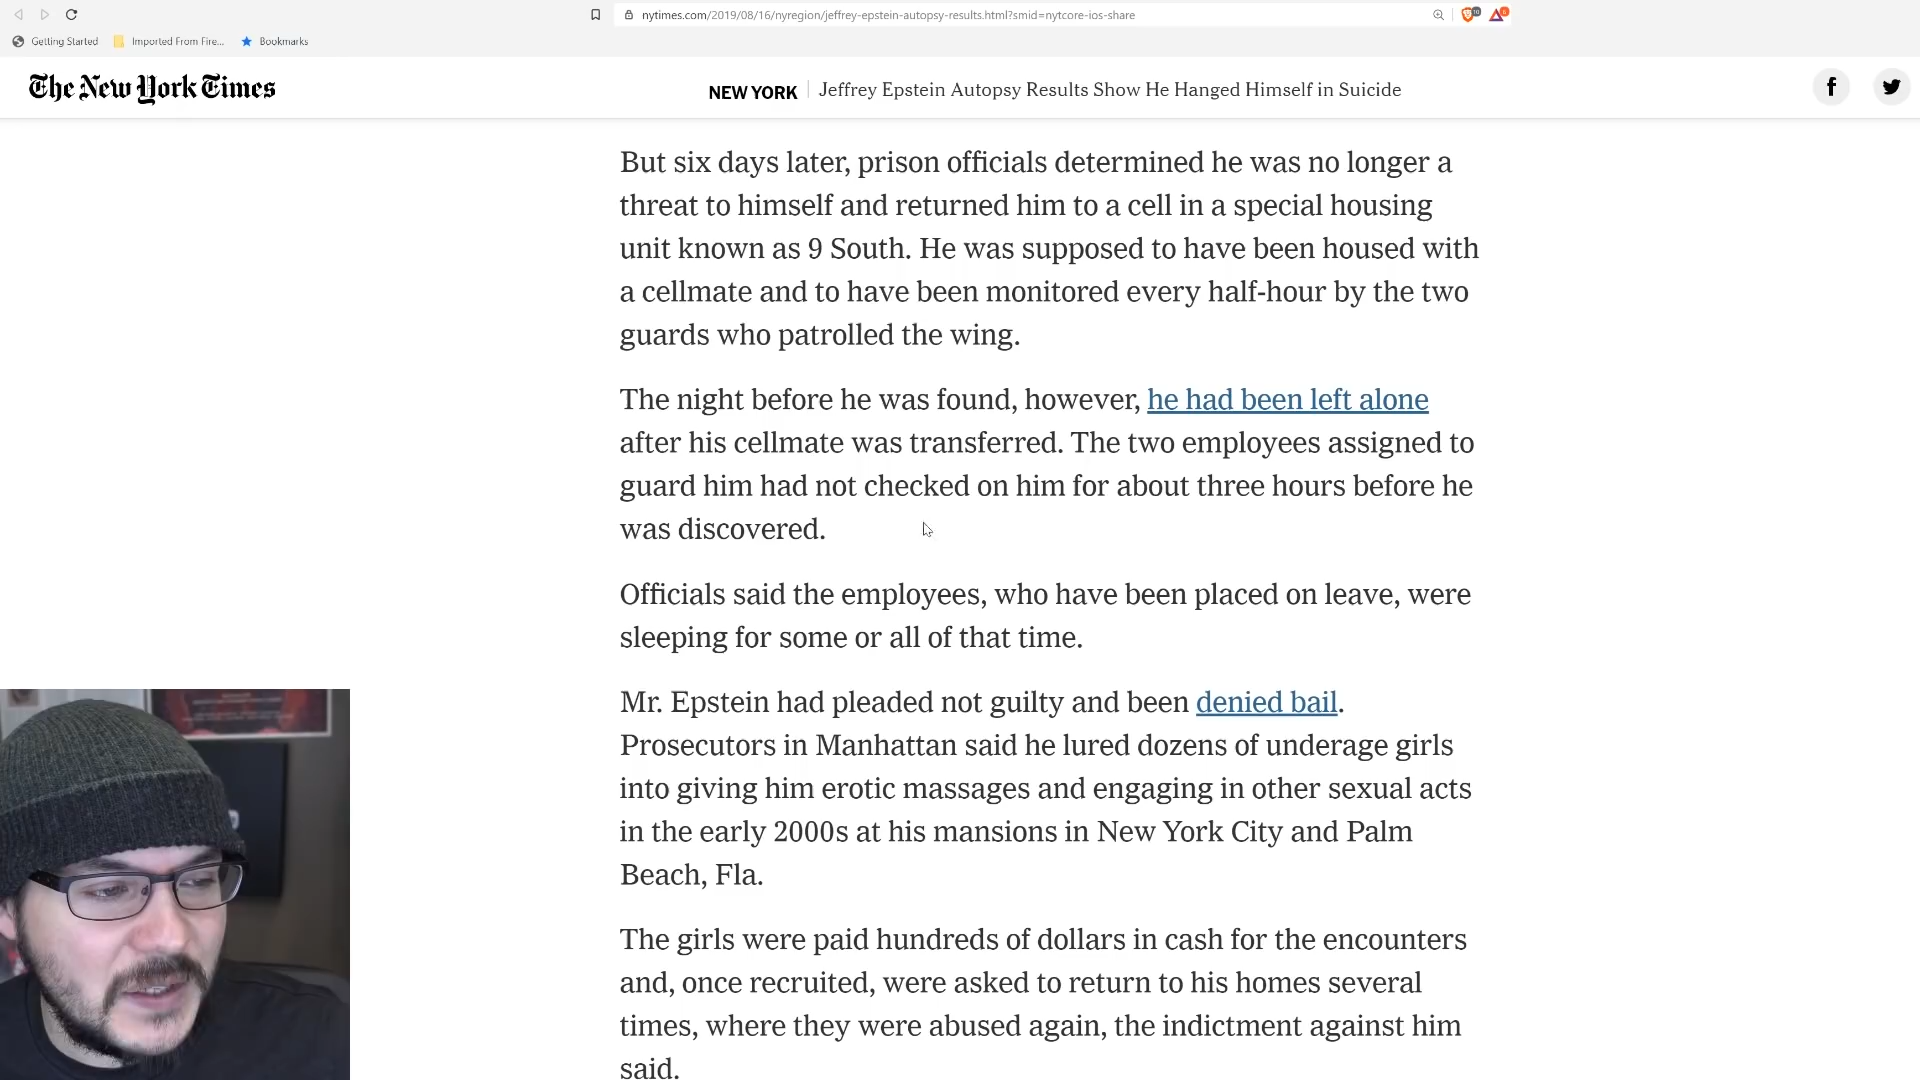 nytimes.com/2019/08/16/nyregion/jeffrey-epstein-autopsy-results.html?smid=nytcore-ios-share
Getting Started
Imported From Fire...
Bookmarks
The New York Times
NEW YORK
Jeffrey Epstein Autopsy Results Show He Hanged Himself in Suicide
But six days later, prison officials determined he was no longer a
threat to himself and returned him to a cell in a special housing
unit known as 9 South. He was supposed to have been housed with
a cellmate and to have been monitored every half-hour by the two
guards who patrolled the wing.
The night before he was found, however, he had been left alone
after his cellmate was transferred. The two employees assigned to
guard him had not checked on him for about three hours before he
was discovered.
Officials said the employees, who have been placed on leave, were
sleeping for some or all of that time.
Mr. Epstein had pleaded not guilty and been denied bail.
Prosecutors in Manhattan said he lured dozens of underage girls
into giving him erotic massages and engaging in other sexual acts
in the early 2000s at his mansions in New York City and Palm
Beach, Fla.
The girls were paid hundreds of dollars in cash for the encounters
and, once recruited, were asked to return to his homes several
times, where they were abused again, the indictment against him
said.